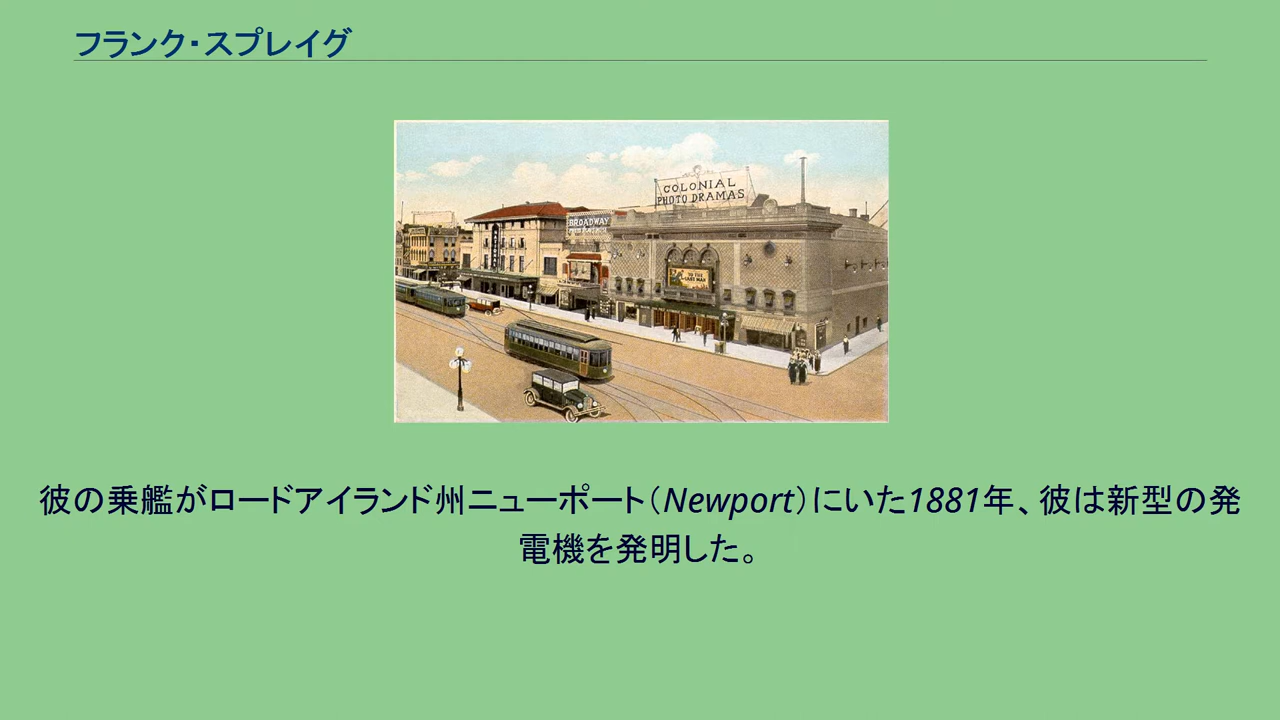 フランク・スプレイグ
COLONIAL
PHOTO DRAMAS
BROADWAY
彼の乗艦がロードアイランド州ニューポート（Newport）にいた1881年、彼は新型の発
電機を発明した。